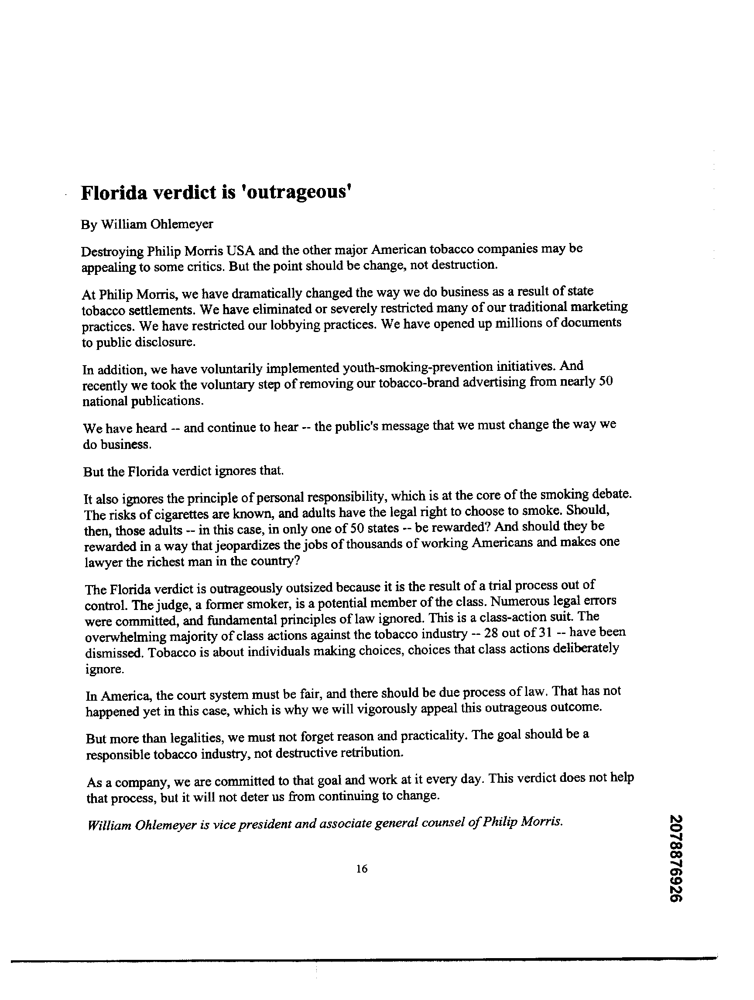 Florida verdict is 'outrageous'
By William Ohlemeyer
Destroying Philip Morris USA and the other major American tobacco companies may be
appealing to some critics. But the point should be change, not destruction.
At Philip Morris, we have dramatically changed the way we do business as a result of state
tobacco settlements. We have eliminated or severely restricted many of our traditional marketing
practices. We have restricted our lobbying practices. We have opened up millions of documents
to public disclosure.
In addition, we have voluntarily implemented youth-smoking-prevention initiatives. And
recently we took the voluntary step of removing our tobacco-brand advertising from nearly 50
national publications.
We have heard -- and continue to hear -- the public's message that we must change the way we
do business.
But the Florida verdict ignores that.
It also ignores the principle of personal responsibility, which is at the core of the smoking debate.
The risks of cigarettes are known, and adults have the legal right to choose to smoke. Should,
then, those adults -- in this case, in only one of 50 states -- be rewarded? And should they be
rewarded in a way that jeopardizes the jobs of thousands of working Americans and makes one
lawyer the richest man in the country?
The Florida verdict is outrageously outsized because it is the result of a trial process out of
control. The judge, a former smoker, is a potential member of the class. Numerous legal errors
were committed, and fundamental principles of law ignored. This is a class-action suit. The
overwhelming majority of class actions against the tobacco industry -- 28 out of 31 -- have been
dismissed. Tobacco is about individuals making choices, choices that class actions deliberately
ignore.
In America, the court system must be fair, and there should be due process of law. That has not
happened yet in this case, which is why we will vigorously appeal this outrageous outcome.
But more than legalities, we must not forget reason and practicality. The goal should be a
responsible tobacco industry, not destructive retribution.
As a company, we are committed to that goal and work at it every day. This verdict does not help
that process, but it will not deter us from continuing to change.
William Ohlemeyer is vice president and associate general counsel of Philip Morris.
16
2078876926